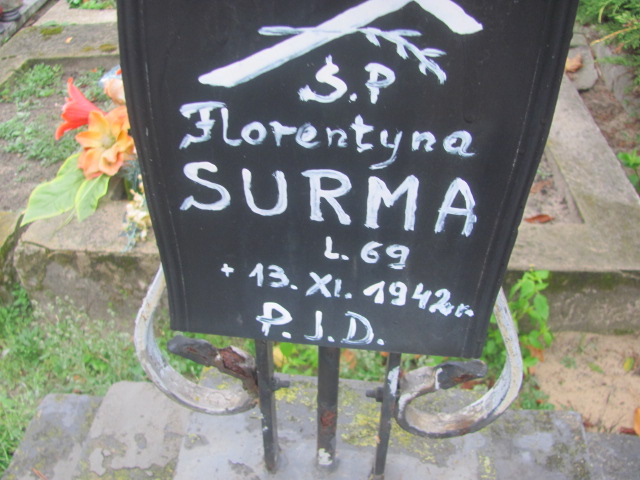 Ś.P
Florentyna
SURMA
L. 69
+ 13. XI. 1942r.
P.J.D.